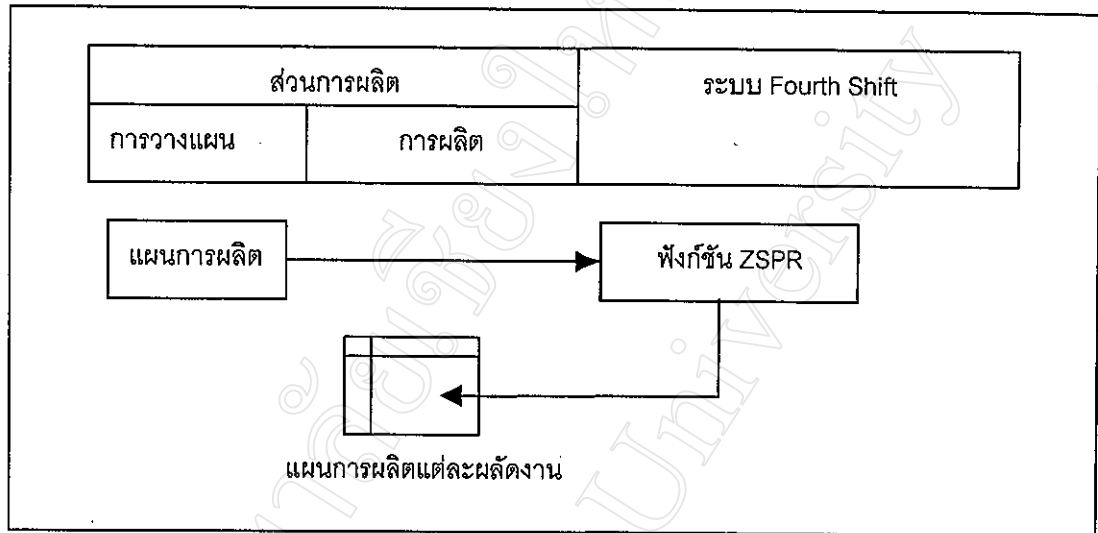 ส่วนการผลิต
ระบบ Fourth Shift
การวางแผน
การผลิต
แผนการผลิต
ฟังก์ชัน ZSPR
แผนการผลิตแต่ละผลัดงาน
University